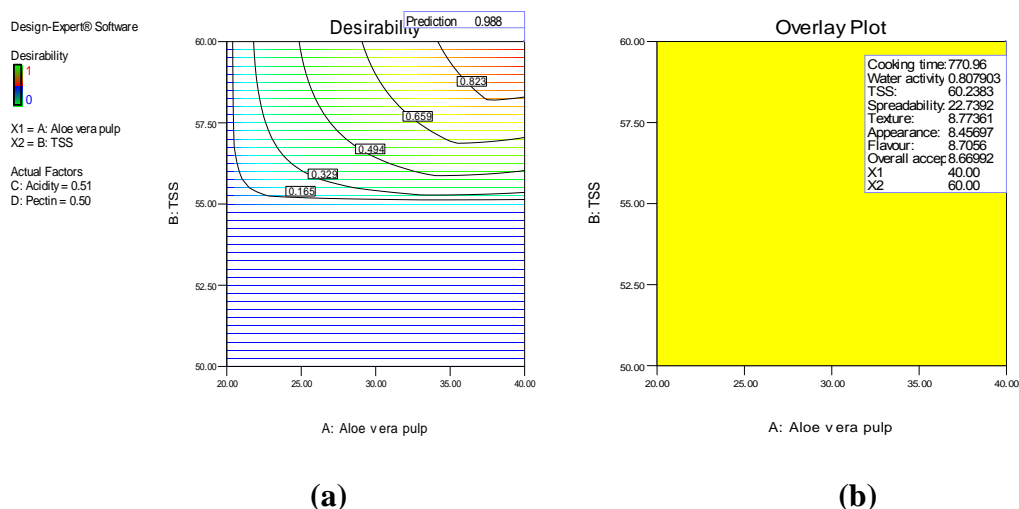 Design-Expert® Software
Desirability
1
0
X1 = A: Aloe vera pulp
X2 = B: TSS
Actual Factors
C: Acidity = 0.51
D: Pectin = 0.50
Desirability
Prediction 0.988
60.00
57.50
55.00
52.50
50.00
B: TSS
0.823
0.659
0.494
0.329
0.165
20.00 25.00 30.00 35.00 40.00
A: Aloe vera pulp
(a)
Overlay Plot
60.00
57.50
55.00
52.50
50.00
B: TSS
Cooking time: 770.96
Water activity 0.807903
TSS: 60.2383
Spreadability: 22.7392
Texture: 8.77361
Appearance: 8.45697
Flavour: 8.7056
Overall accep 8.66992
X1 40.00
X2 60.00
20.00 25.00 30.00 35.00 40.00
A: Aloe vera pulp
(b)